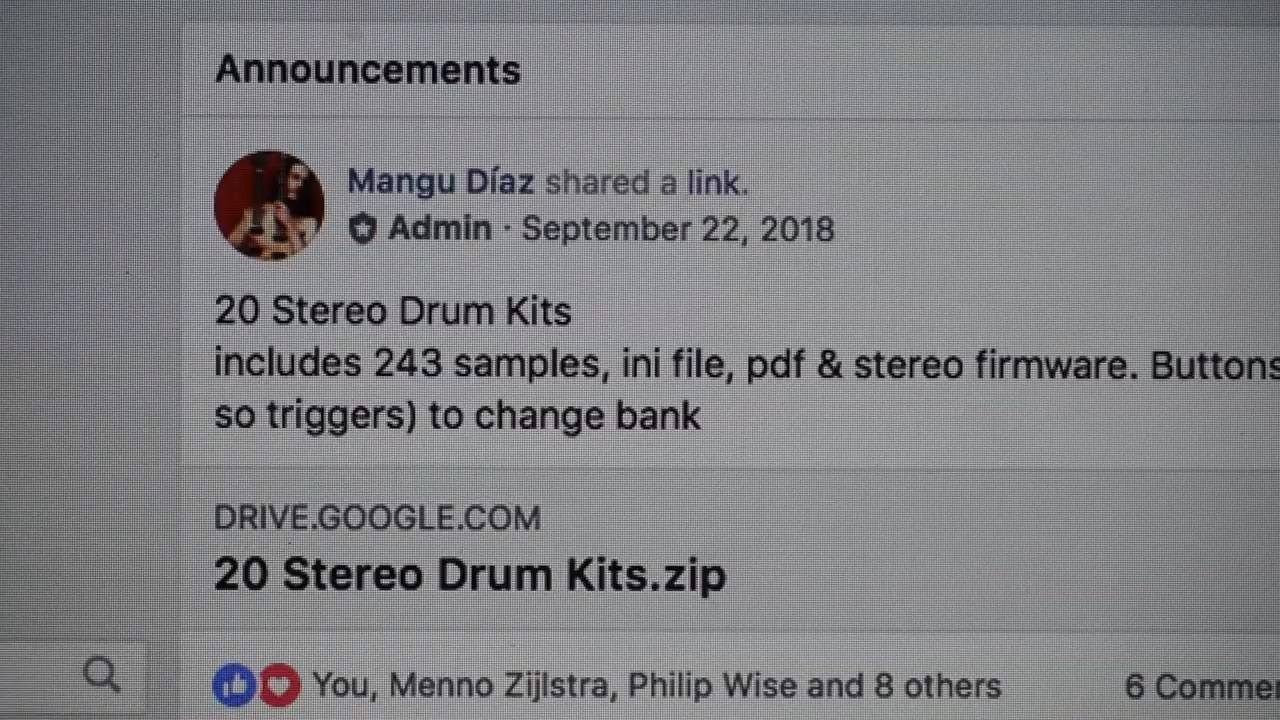 Announcements
Mangu Díaz shared a link.
Admin · September 22, 2018
20 Stereo Drum Kits
includes 243 samples, ini file, pdf & stereo firmware. Buttons
so triggers) to change bank
DRIVE.GOOGLE.COM
20 Stereo Drum Kits.zip
You, Menno Zijlstra, Philip Wise and 8 others
6 Commen